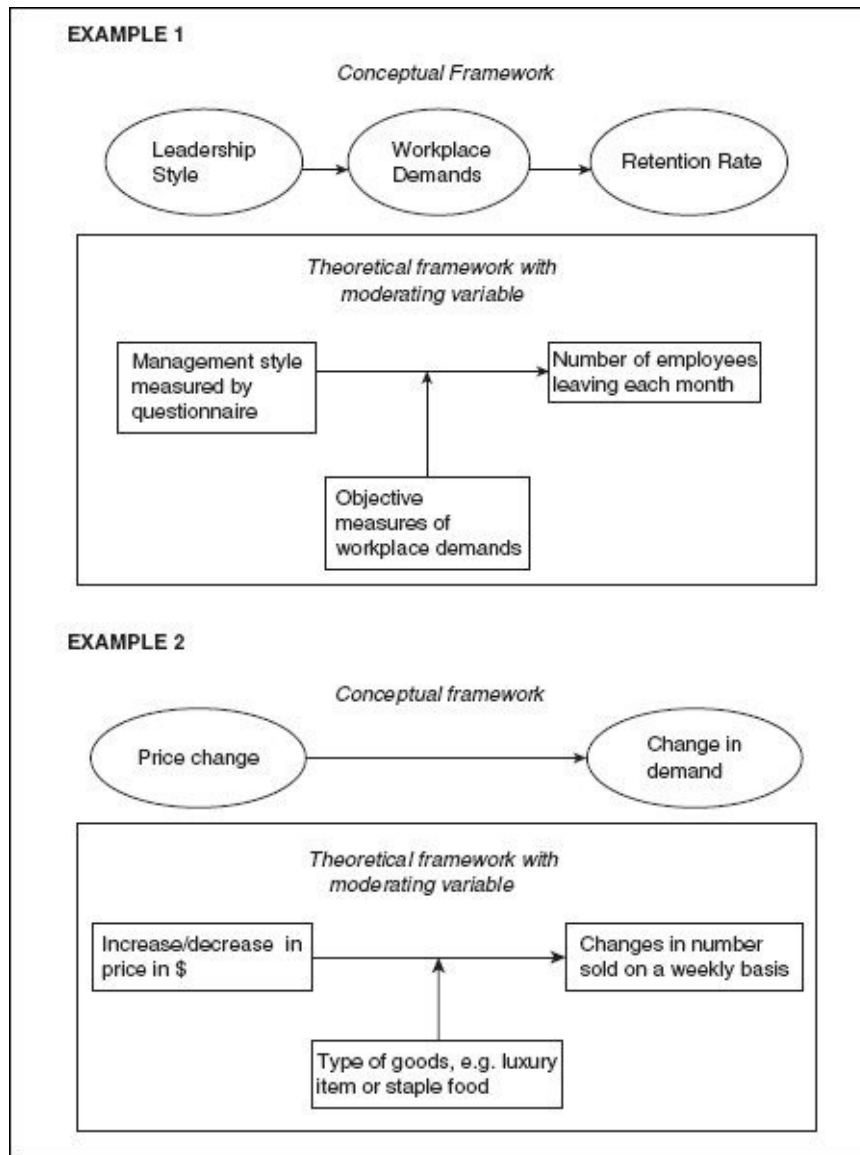 EXAMPLE 1
Conceptual Framework
Leadership
Style
Workplace
Demands
Retention Rate
Theoretical framework with
moderating variable
Management style
measured by
questionnaire
Number of employees
leaving each month
Objective
measures of
workplace demands
EXAMPLE 2
Conceptual framework
Price change
Change in
demand
Theoretical framework with
moderating variable
Increase/decrease in
price in $
Changes in number
sold on a weekly basis
Type of goods, e.g. luxury
item or staple food